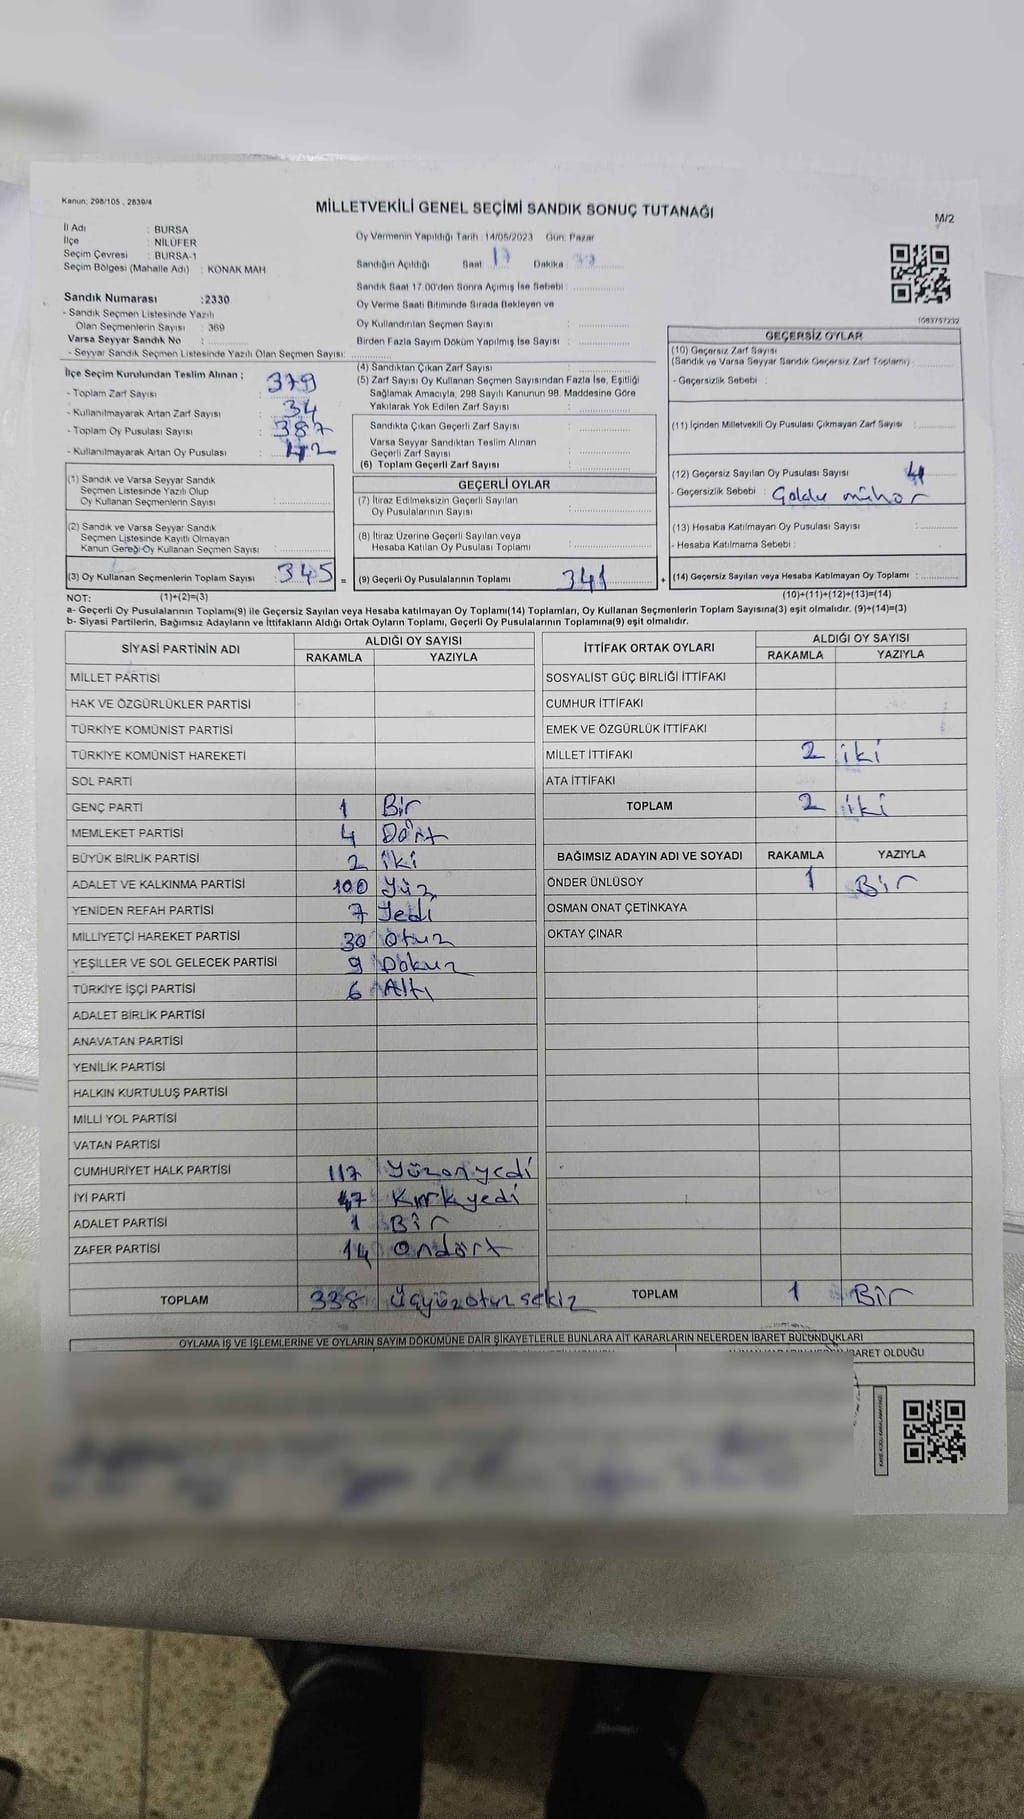 Kanun; 298/105 , 2839/4
MİLLETVEKİLİ GENEL SEÇİMİ SANDIK SONUÇ TUTANAĞI
M/2
İl Adı : BURSA
İlçe : NİLÜFER
Seçim Çevresi : BURSA-1
Seçim Bölgesi (Mahalle Adı) : KONAK MAH.
Sandık Numarası :2330
- Sandık Seçmen Listesinde Yazılı
Olan Seçmenlerin Sayısı : 369
Varsa Seyyar Sandık No :
- Seyyar Sandık Seçmen Listesinde Yazılı Olan Seçmen Sayısı:
İlçe Seçim Kurulundan Teslim Alınan ;
- Toplam Zarf Sayısı : 379
- Kullanılmayarak Artan Zarf Sayısı : 34
- Toplam Oy Pusulası Sayısı : 387
- Kullanılmayarak Artan Oy Pusulası : 42
(1) Sandık ve Varsa Seyyar Sandık
Seçmen Listesinde Yazılı Olup
Oy Kullanan Seçmenlerin Sayısı :
(2) Sandık ve Varsa Seyyar Sandık
Seçmen Listesinde Kayıtlı Olmayan
Kanun Gereği Oy Kullanan Seçmen Sayısı :
(3) Oy Kullanan Seçmenlerin Toplam Sayısı : 345 =
Oy Vermenin Yapıldığı Tarih :14/05/2023 Gün: Pazar
Sandığın Açıldığı Saat 17 Dakika :
Sandık Saat 17.00'den Sonra Açılmış İse Sebebi :
Oy Verme Saati Bitiminde Sırada Bekleyen ve
Oy Kullandırılan Seçmen Sayısı :
Birden Fazla Sayım Döküm Yapılmış İse Sayısı :
(4) Sandıktan Çıkan Zarf Sayısı :
(5) Zarf Sayısı Oy Kullanan Seçmen Sayısından Fazla İse, Eşitliği
Sağlamak Amacıyla, 298 Sayılı Kanunun 98. Maddesine Göre
Yakılarak Yok Edilen Zarf Sayısı :
Sandıkta Çıkan Geçerli Zarf Sayısı :
Varsa Seyyar Sandıktan Teslim Alınan
Geçerli Zarf Sayısı :
(6) Toplam Geçerli Zarf Sayısı :
GEÇERLİ OYLAR
(7) İtiraz Edilmeksizin Geçerli Sayılan
Oy Pusulalarının Sayısı :
(8) İtiraz Üzerine Geçerli Sayılan veya
Hesaba Katılan Oy Pusulası Toplamı :
(9) Geçerli Oy Pusulalarının Toplamı 341 +
1683757232
GEÇERSİZ OYLAR
(10) Geçersiz Zarf Sayısı
(Sandık ve Varsa Seyyar Sandık Geçersiz Zarf Toplamı) :
- Geçersizlik Sebebi :
(11) İçinden Milletvekili Oy Pusulası Çıkmayan Zarf Sayısı :
(12) Geçersiz Sayılan Oy Pusulası Sayısı 4
- Geçersizlik Sebebi :
(13) Hesaba Katılmayan Oy Pusulası Sayısı :
- Hesaba Katılmama Sebebi :
(14) Geçersiz Sayılan veya Hesaba Katılmayan Oy Toplamı :
NOT: (1)+(2)=(3) (10)+(11)+(12)+(13)=(14)
a- Geçerli Oy Pusulalarının Toplamı(9) ile Geçersiz Sayılan veya Hesaba katılmayan Oy Toplamı(14) Toplamları, Oy Kullanan Seçmenlerin Toplam Sayısına(3) eşit olmalıdır. (9)+(14)=(3)
b- Siyasi Partilerin, Bağımsız Adayların ve İttifakların Aldığı Ortak Oyların Toplamı, Geçerli Oy Pusulalarının Toplamına(9) eşit olmalıdır.
SİYASİ PARTİNİN ADI ALDIĞI OY SAYISI
RAKAMLA YAZIYLA
MİLLET PARTİSİ
HAK VE ÖZGÜRLÜKLER PARTİSİ
TÜRKİYE KOMÜNİST PARTİSİ
TÜRKİYE KOMÜNİST HAREKETİ
SOL PARTİ
GENÇ PARTİ 1 Bir
MEMLEKET PARTİSİ 4 Dört
BÜYÜK BİRLİK PARTİSİ 2 iki
ADALET VE KALKINMA PARTİSİ 100 Yüz
YENİDEN REFAH PARTİSİ 7 Yedi
MİLLİYETÇİ HAREKET PARTİSİ 30 otuz
YEŞİLLER VE SOL GELECEK PARTİSİ 9 Dokuz
TÜRKİYE İŞÇİ PARTİSİ 6 Altı
ADALET BİRLİK PARTİSİ
ANAVATAN PARTİSİ
YENİLİK PARTİSİ
HALKIN KURTULUŞ PARTİSİ
MİLLİ YOL PARTİSİ
VATAN PARTİSİ
CUMHURİYET HALK PARTİSİ 117 Yüzonyedi
İYİ PARTİ 47 Kırkyedi
ADALET PARTİSİ 1 Bir
ZAFER PARTİSİ 14 ondört
TOPLAM 338 Üçyüzotuzsekiz
İTTİFAK ORTAK OYLARI ALDIĞI OY SAYISI
RAKAMLA YAZIYLA
SOSYALİST GÜÇ BİRLİĞİ İTTİFAKI
CUMHUR İTTİFAKI
EMEK VE ÖZGÜRLÜK İTTİFAKI
MİLLET İTTİFAKI 2 iki
ATA İTTİFAKI
TOPLAM 2 iki
BAĞIMSIZ ADAYIN ADI VE SOYADI RAKAMLA YAZIYLA
ÖNDER ÜNLÜSOY 1 Bir
OSMAN ONAT ÇETİNKAYA
OKTAY ÇINAR
TOPLAM 1 Bir
OYLAMA İŞ VE İŞLEMLERİNE VE OYLARIN SAYIM DÖKÜMÜNE DAİR ŞİKAYETLERLE BUNLARA AİT KARARLARIN NELERDEN İBARET BULUNDUKLARI
İBARET OLDUĞU